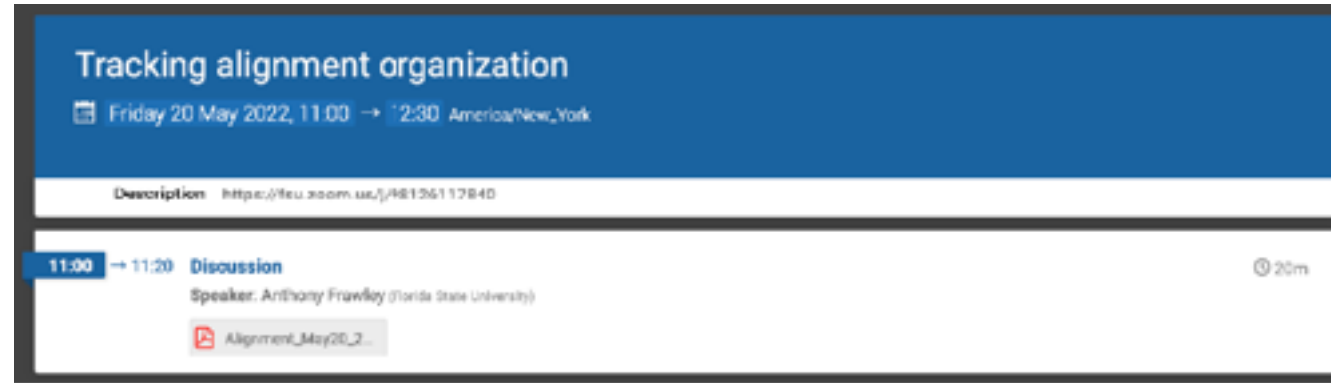 Tracking alignment organization
Friday 20 May 2022, 11:00 → 12:30 America/New_York
Description https://fsu.zoom.us/j/98126117840
11:00 → 11:20 Discussion 20m
Speaker: Anthony Frawley (Florida State University)
Alignment_May20_2...